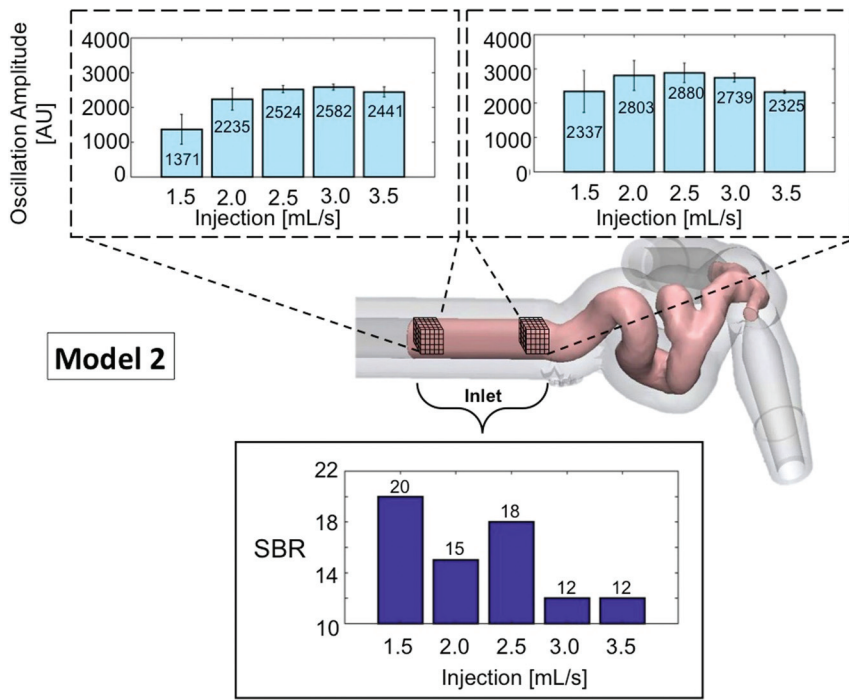 Oscillation Amplitude
[AU]
4000
3000
2000
1000
0
1371
2235
2524
2582
2441
1.5 2.0 2.5 3.0 3.5
Injection [mL/s]
4000
3000
2000
1000
0
2337
2803
2880
2739
2325
1.5 2.0 2.5 3.0 3.5
Injection [mL/s]
Model 2
Inlet
SBR
22
18
14
10
20
15
18
12
12
1.5 2.0 2.5 3.0 3.5
Injection [mL/s]